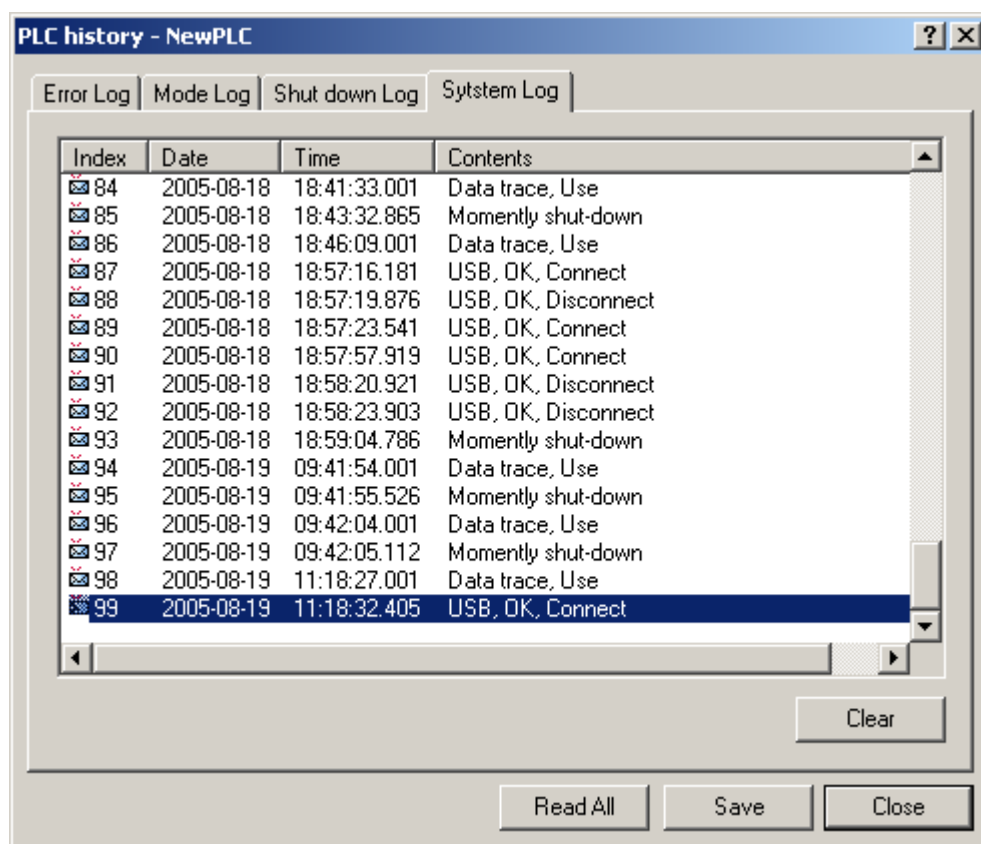 PLC history - NewPLC
Error Log Mode Log Shut down Log Sytstem Log
Index Date Time Contents
84 2005-08-18 18:41:33.001 Data trace, Use
85 2005-08-18 18:43:32.865 Momently shut-down
86 2005-08-18 18:46:09.001 Data trace, Use
87 2005-08-18 18:57:16.181 USB, OK, Connect
88 2005-08-18 18:57:19.876 USB, OK, Disconnect
89 2005-08-18 18:57:23.541 USB, OK, Connect
90 2005-08-18 18:57:57.919 USB, OK, Connect
91 2005-08-18 18:58:20.921 USB, OK, Disconnect
92 2005-08-18 18:58:23.903 USB, OK, Disconnect
93 2005-08-18 18:59:04.786 Momently shut-down
94 2005-08-19 09:41:54.001 Data trace, Use
95 2005-08-19 09:41:55.526 Momently shut-down
96 2005-08-19 09:42:04.001 Data trace, Use
97 2005-08-19 09:42:05.112 Momently shut-down
98 2005-08-19 11:18:27.001 Data trace, Use
99 2005-08-19 11:18:32.405 USB, OK, Connect
Clear
Read All Save Close